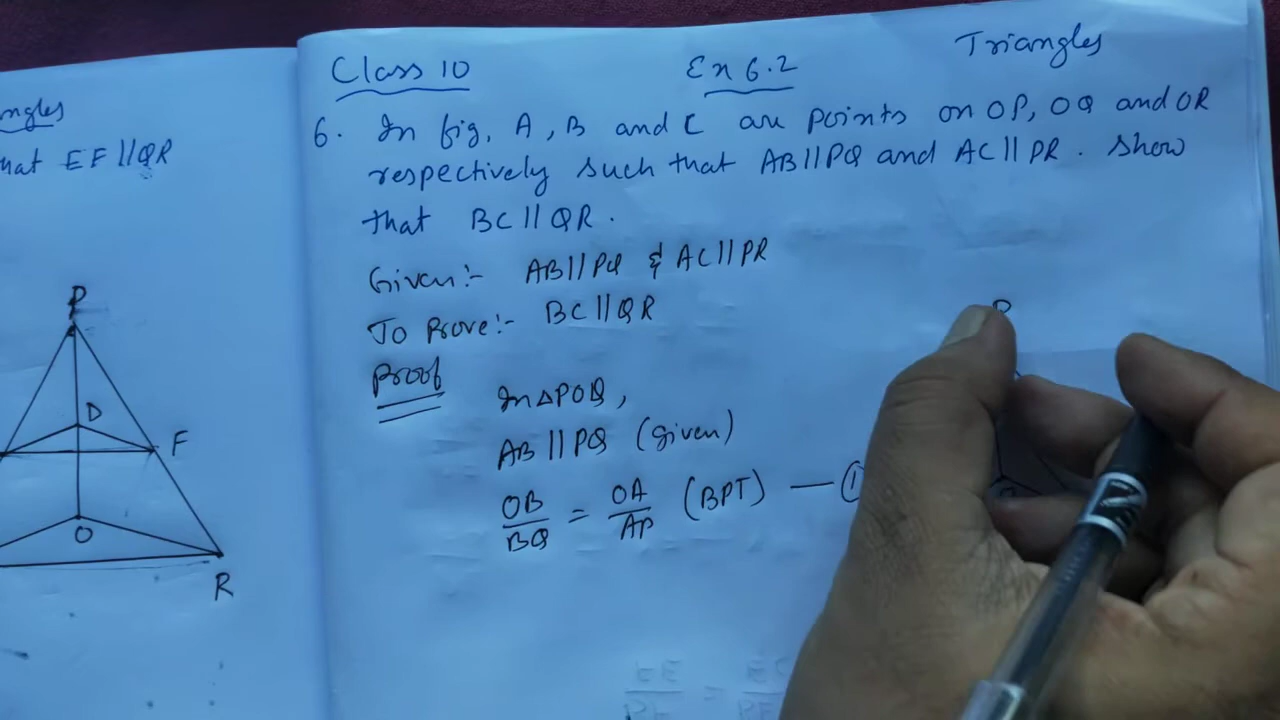 ngles
hat EF||QR
P
D
F
O
R
Class 10 Ex 6.2 Triangles
6. In fig, A, B and C are points on OP, OQ and OR
respectively such that AB||PQ and AC||PR. Show
that BC||QR.
Given:- AB||PQ & AC||PR
To Prove:- BC||QR
Proof
In △POQ,
AB||PQ (given)
OB/BQ = OA/AP (BPT) — ①